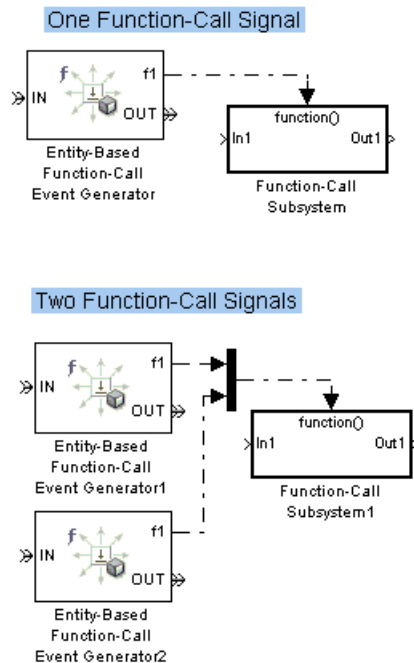 One Function-Call Signal
f
f1
IN
OUT
Entity-Based
Function-Call
Event Generator
function()
In1
Out1
Function-Call
Subsystem
Two Function-Call Signals
f
f1
IN
OUT
Entity-Based
Function-Call
Event Generator1
function()
In1
Out1
Function-Call
Subsystem1
f
f1
IN
OUT
Entity-Based
Function-Call
Event Generator2